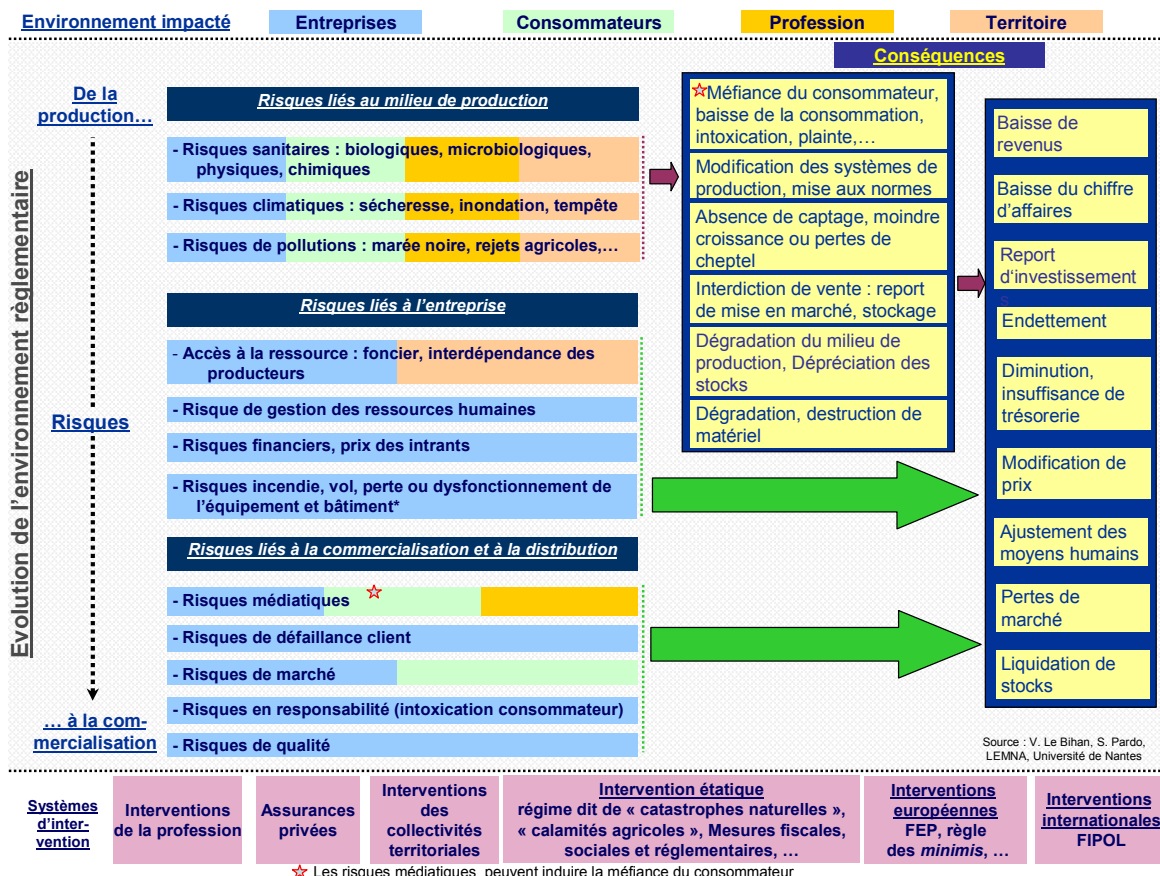 Environnement impacté
Entreprises
Consommateurs
Profession
Territoire
Conséquences
Evolution de l'environnement règlementaire
De la
production…
Risques
… à la com-
mercialisation
Risques liés au milieu de production
- Risques sanitaires : biologiques, microbiologiques,
physiques, chimiques
- Risques climatiques : sécheresse, inondation, tempête
- Risques de pollutions : marée noire, rejets agricoles,…
Risques liés à l'entreprise
- Accès à la ressource : foncier, interdépendance des
producteurs
- Risque de gestion des ressources humaines
- Risques financiers, prix des intrants
- Risques incendie, vol, perte ou dysfonctionnement de
l'équipement et bâtiment*
Risques liés à la commercialisation et à la distribution
- Risques médiatiques
- Risques de défaillance client
- Risques de marché
- Risques en responsabilité (intoxication consommateur)
- Risques de qualité
Méfiance du consommateur,
baisse de la consommation,
intoxication, plainte,…
Modification des systèmes de
production, mise aux normes
Absence de captage, moindre
croissance ou pertes de
cheptel
Interdiction de vente : report
de mise en marché, stockage
Dégradation du milieu de
production, Dépréciation des
stocks
Dégradation, destruction de
matériel
Baisse de
revenus
Baisse du chiffre
d'affaires
Report
d'investissement
s
Endettement
Diminution,
insuffisance de
trésorerie
Modification de
prix
Ajustement des
moyens humains
Pertes de
marché
Liquidation de
stocks
Source : V. Le Bihan, S. Pardo,
LEMNA, Université de Nantes
Systèmes
d'inter-
vention
Interventions
de la profession
Assurances
privées
Interventions
des
collectivités
territoriales
Intervention étatique
régime dit de « catastrophes naturelles »,
« calamités agricoles », Mesures fiscales,
sociales et réglementaires, …
Interventions
européennes
FEP, règle
des minimis, …
Interventions
internationales
FIPOL
Les risques médiatiques peuvent induire la méfiance du consommateur